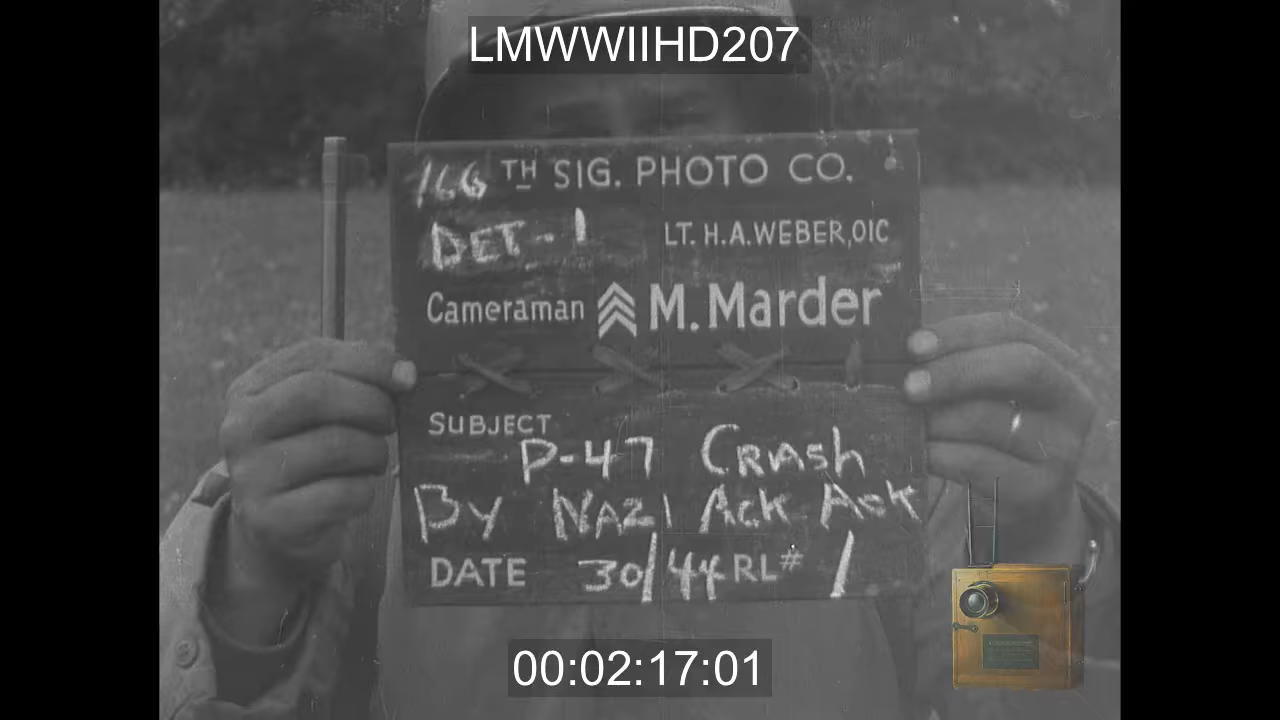 LMWWIIHD207
166TH SIG. PHOTO CO.
DET-1 LT. H.A. WEBER, OIC
Cameraman M. Marder
SUBJECT
P-47 Crash
By Nazi Ack Ack
DATE 30/44 RL# 1
00:02:17:01